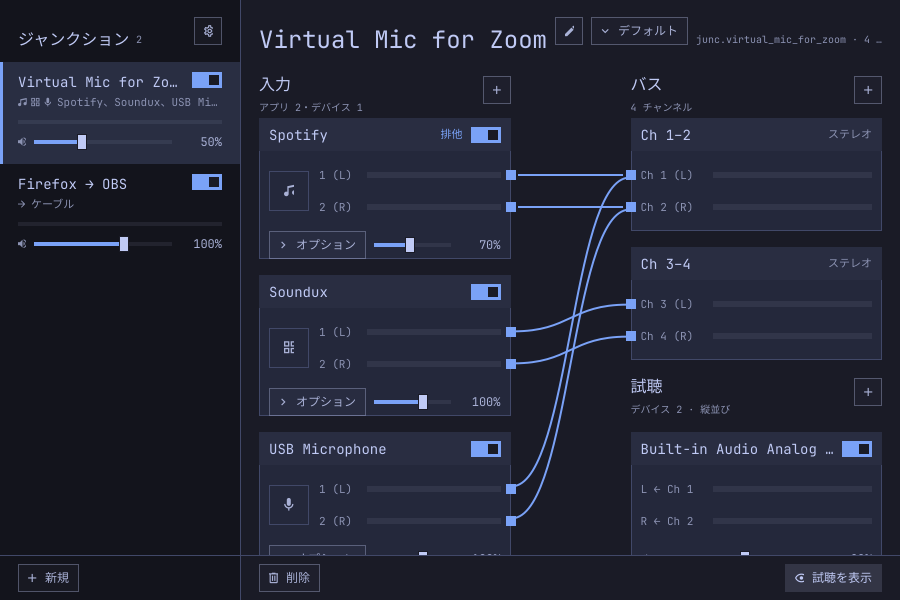 ジャンクション 2
Virtual Mic for Zo…
Spotify、Soundux、USB Mi…
50%
Firefox → OBS
→ ケーブル
100%
＋ 新規
Virtual Mic for Zoom
デフォルト
junc.virtual_mic_for_zoom · 4 …
入力
アプリ 2・デバイス 1
Spotify 排他
1 (L)
2 (R)
オプション 70%
Soundux
1 (L)
2 (R)
オプション 100%
USB Microphone
1 (L)
2 (R)
バス
4 チャンネル
Ch 1–2 ステレオ
Ch 1 (L)
Ch 2 (R)
Ch 3–4 ステレオ
Ch 3 (L)
Ch 4 (R)
試聴
デバイス 2 · 縦並び
Built-in Audio Analog …
L ← Ch 1
R ← Ch 2
削除
試聴を表示